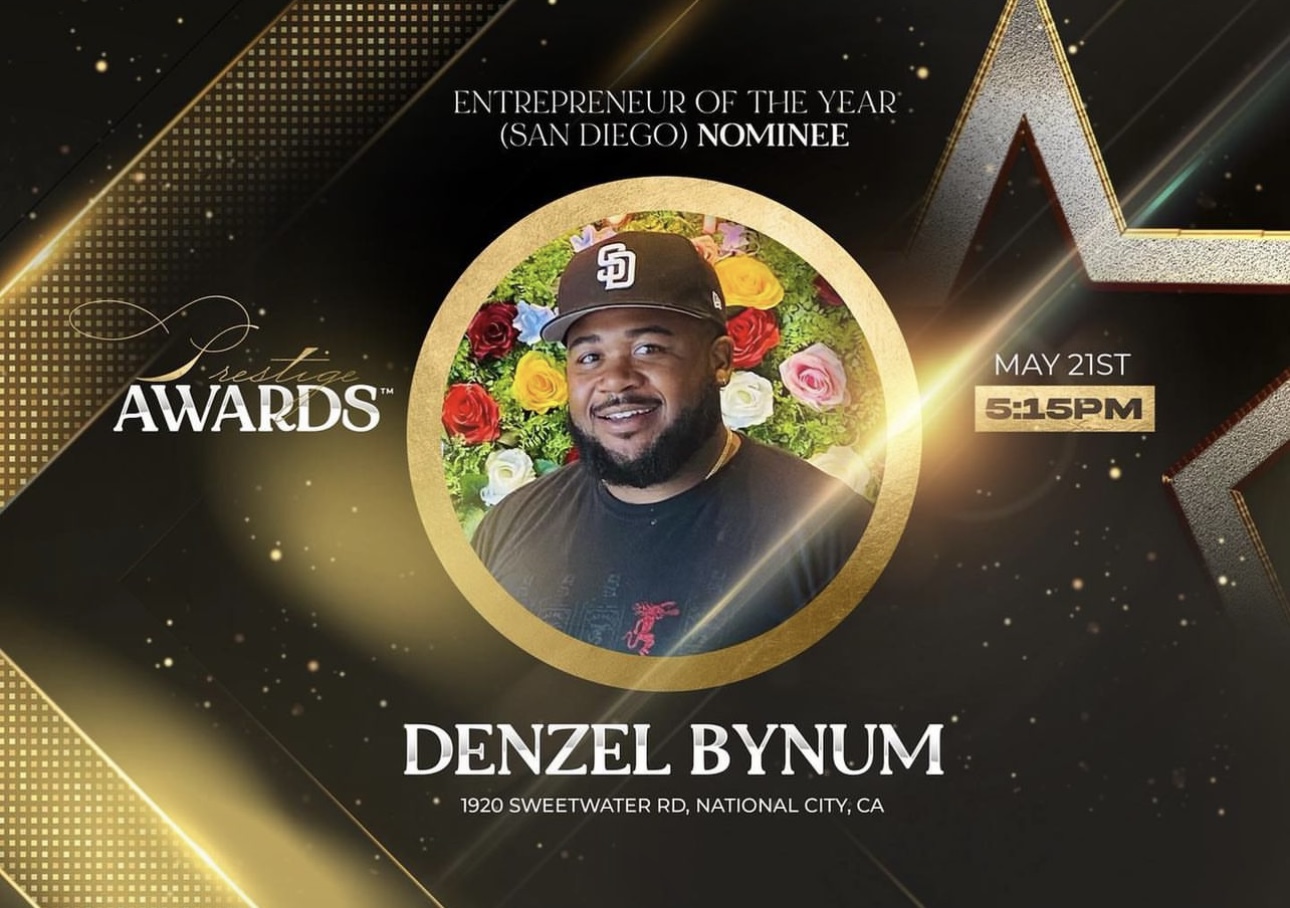 ENTREPRENEUR OF THE YEAR
(SAN DIEGO) NOMINEE
SD
Prestige
AWARDS™
MAY 21ST
5:15PM
DENZEL BYNUM
1920 SWEETWATER RD, NATIONAL CITY, CA